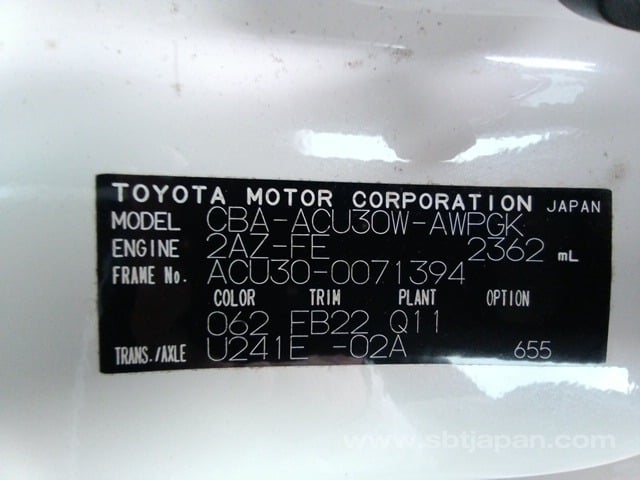 TOYOTA MOTOR CORPORATION JAPAN
MODEL CBA-ACU30W-AWPGK
ENGINE 2AZ-FE 2362 mL
FRAME No. ACU30-0071394
COLOR TRIM PLANT OPTION
062 FB22 Q11
TRANS./AXLE U241E -02A 655
www.sbtjapan.com